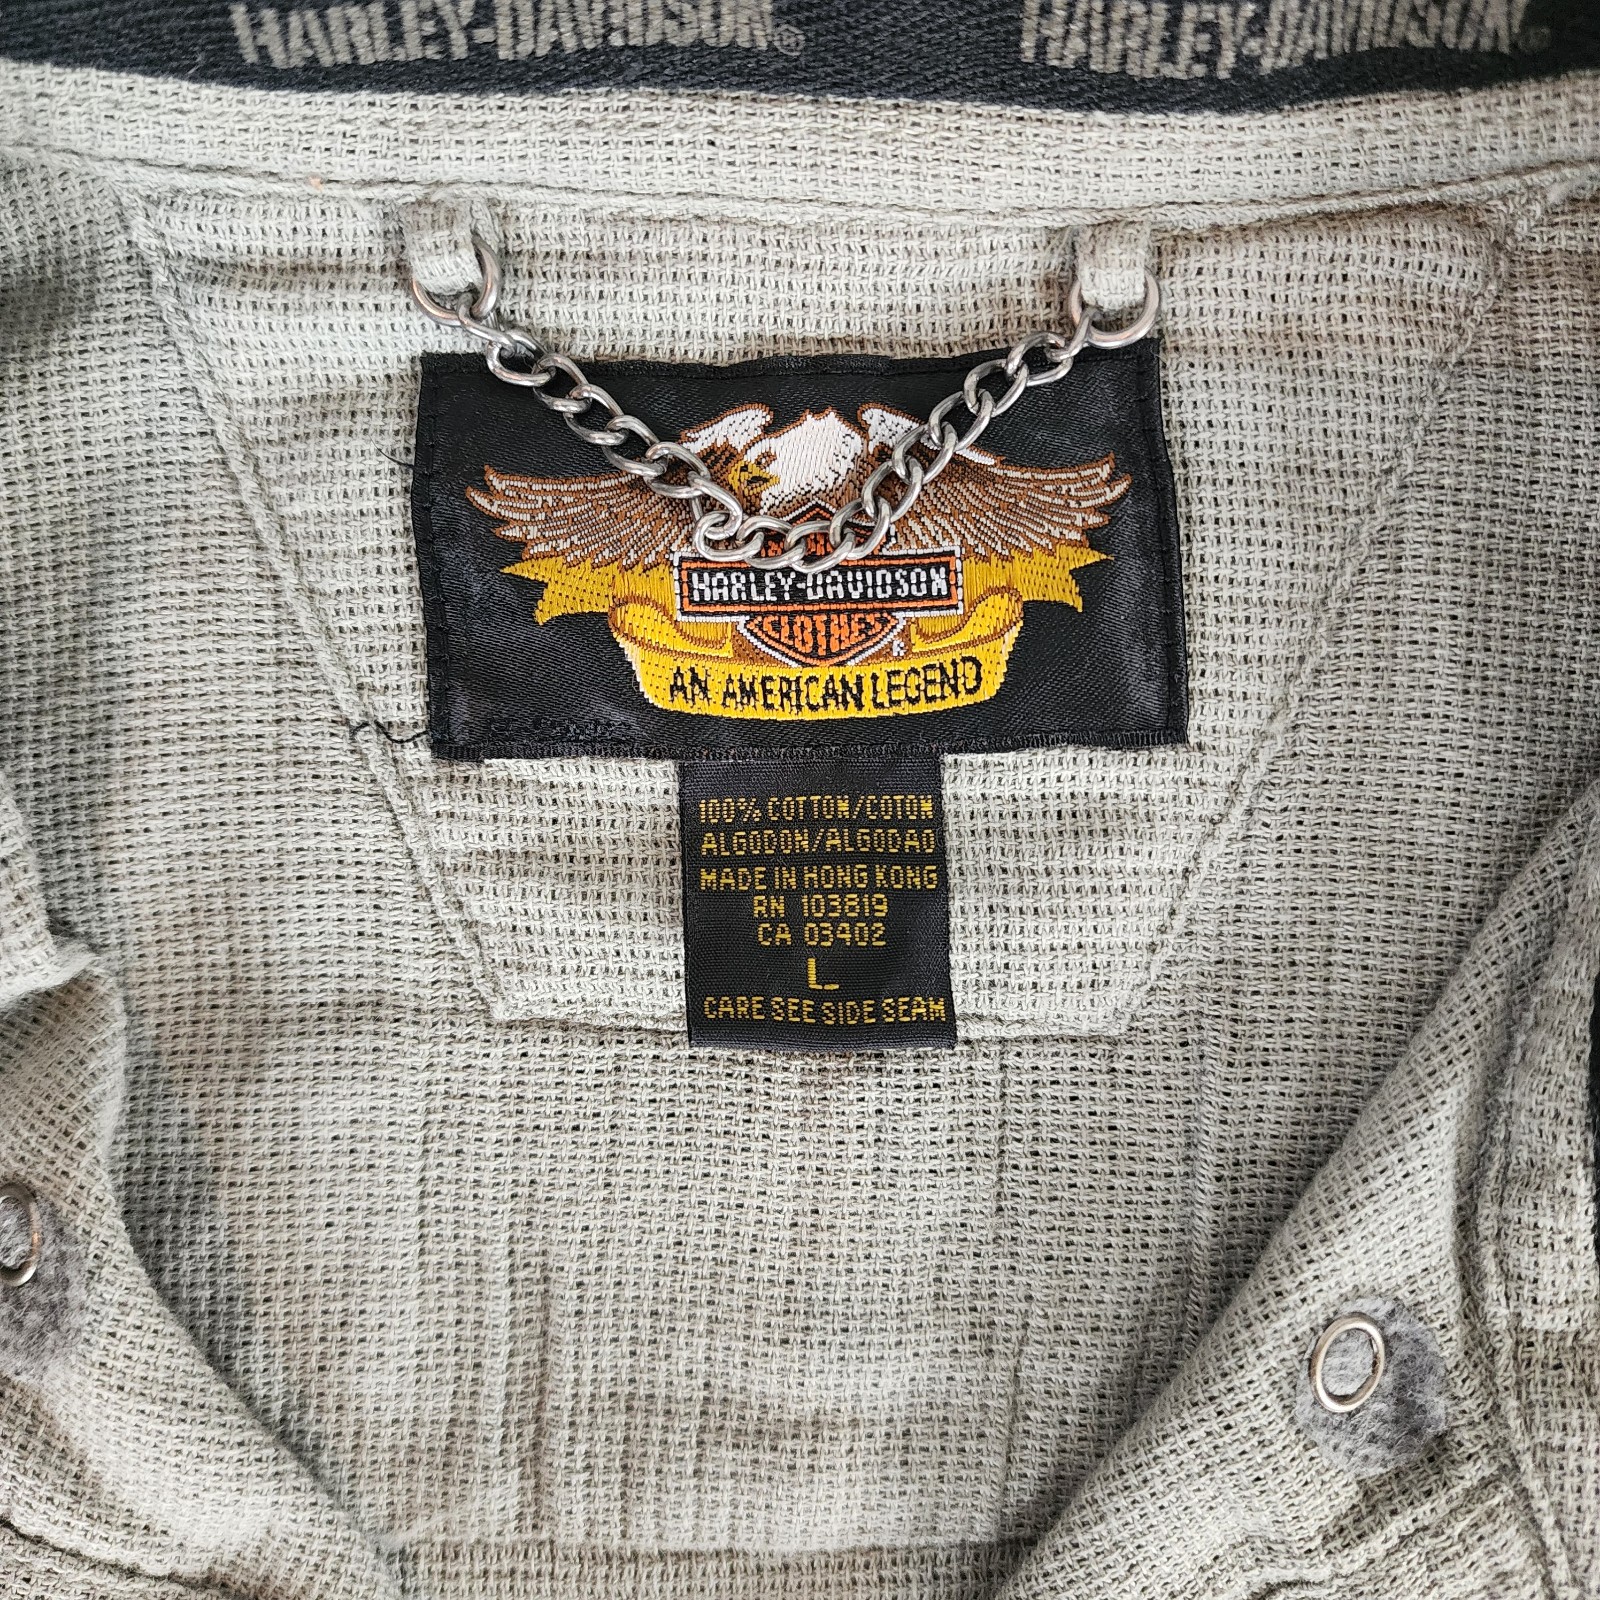 HARLEY-DAVIDSON® HARLEY-DAVIDSON®
HARLEY-DAVIDSON
CLOTHES
®
AN AMERICAN LEGEND
100% COTTON/COTON
ALGODON/ALGODAO
MADE IN HONG KONG
RN 103819
CA 03402
L
CARE SEE SIDE SEAM